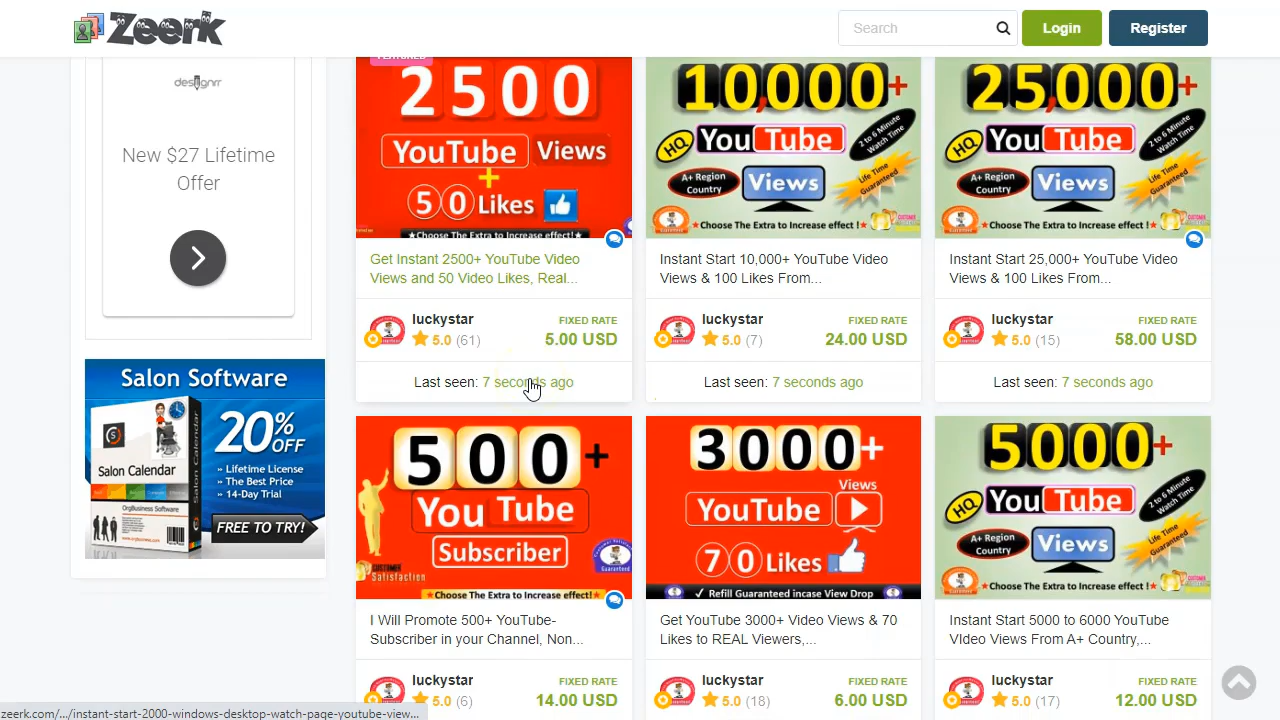 Zeerk
Search
Login
Register
designrr
New $27 Lifetime
Offer
Salon Software
20%
OFF
» Lifetime License
» The Best Price
» 14-Day Trial
Salon Calendar
FREE TO TRY!
2500
YouTube Views
+
50 Likes
★Choose The Extra to Increase effect!★
Get Instant 2500+ YouTube Video
Views and 50 Video Likes, Real...
luckystar
FIXED RATE
5.0 (61)
5.00 USD
Last seen: 7 seconds ago
10,000+
HQ
YouTube
2 to 6 Minute
Watch Time
A+ Region
Country
Views
Life Time
Guaranteed
★Choose The Extra to Increase effect !★
Instant Start 10,000+ YouTube Video
Views & 100 Likes From...
luckystar
FIXED RATE
5.0 (7)
24.00 USD
Last seen: 7 seconds ago
25,000+
HQ
YouTube
2 to 6 Minute
Watch Time
A+ Region
Country
Views
Life Time
Guaranteed
★Choose The Extra to Increase effect !★
Instant Start 25,000+ YouTube Video
Views & 100 Likes From...
luckystar
FIXED RATE
5.0 (15)
58.00 USD
Last seen: 7 seconds ago
500+
YouTube
Subscriber
Satisfaction
★Choose The Extra to Increase effect!★
I Will Promote 500+ YouTube-
Subscriber in your Channel, Non...
luckystar
FIXED RATE
5.0 (6)
14.00 USD
3000+
Views
YouTube
70 Likes
✓ Refill Guaranteed incase View Drop
Get YouTube 3000+ Video Views & 70
Likes to REAL Viewers,...
luckystar
FIXED RATE
5.0 (18)
6.00 USD
5000+
HQ
YouTube
2 to 6 Minute
Watch Time
A+ Region
Country
Views
Life Time
Guaranteed
★Choose The Extra to Increase effect !★
Instant Start 5000 to 6000 YouTube
VIdeo Views From A+ Country,...
luckystar
FIXED RATE
5.0 (17)
12.00 USD
zeerk.com/.../instant-start-2000-windows-desktop-watch-page-youtube-view...